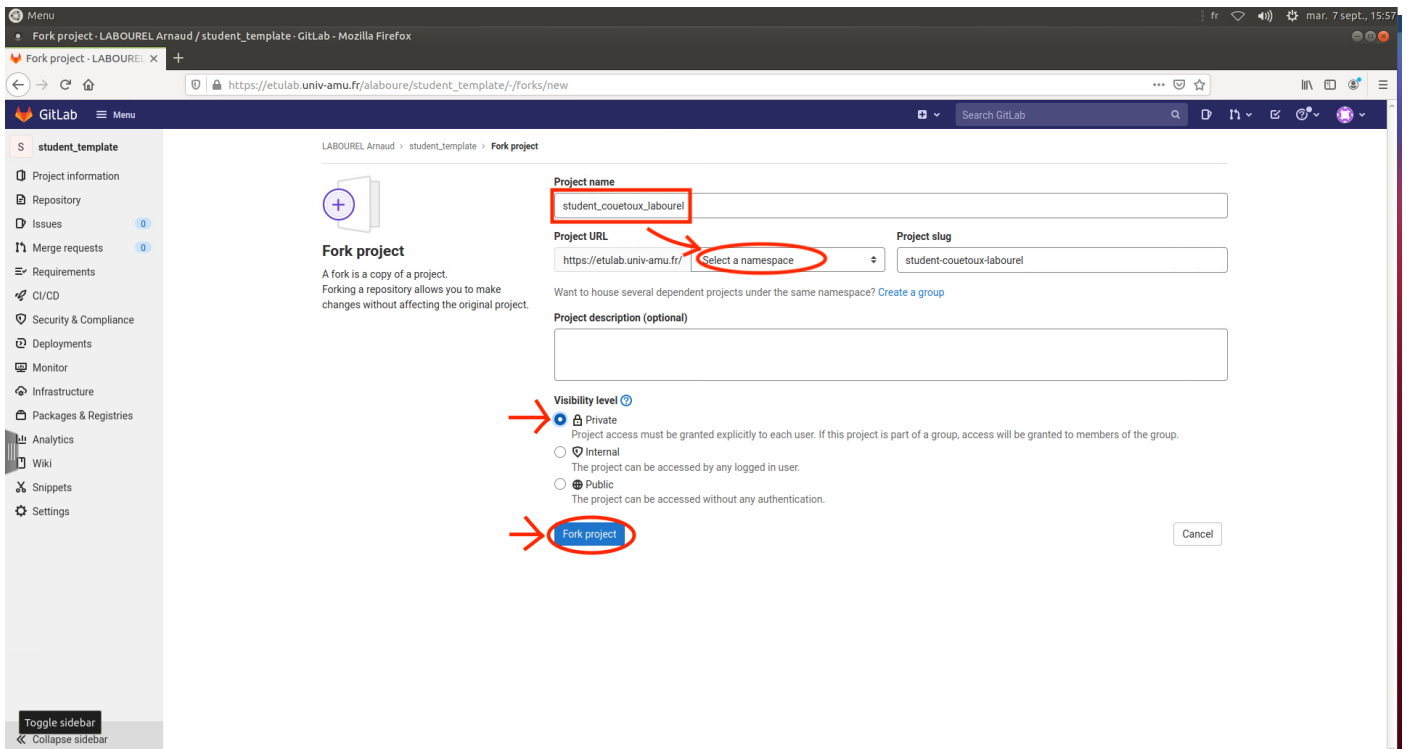 Menu
fr mar. 7 sept., 15:57
Fork project · LABOUREL Arnaud / student_template · GitLab - Mozilla Firefox
Fork project · LABOUREL
https://etulab.univ-amu.fr/alaboure/student_template/-/forks/new
GitLab Menu
Search GitLab
S student_template
Project information
Repository
Issues 0
Merge requests 0
Requirements
CI/CD
Security & Compliance
Deployments
Monitor
Infrastructure
Packages & Registries
Analytics
Wiki
Snippets
Settings
Toggle sidebar
Collapse sidebar
LABOUREL Arnaud > student_template > Fork project
Fork project
A fork is a copy of a project.
Forking a repository allows you to make
changes without affecting the original project.
Project name
student_couetoux_labourel
Project URL
https://etulab.univ-amu.fr/ Select a namespace
Project slug
student-couetoux-labourel
Want to house several dependent projects under the same namespace? Create a group
Project description (optional)
Visibility level
Private
Project access must be granted explicitly to each user. If this project is part of a group, access will be granted to members of the group.
Internal
The project can be accessed by any logged in user.
Public
The project can be accessed without any authentication.
Fork project
Cancel